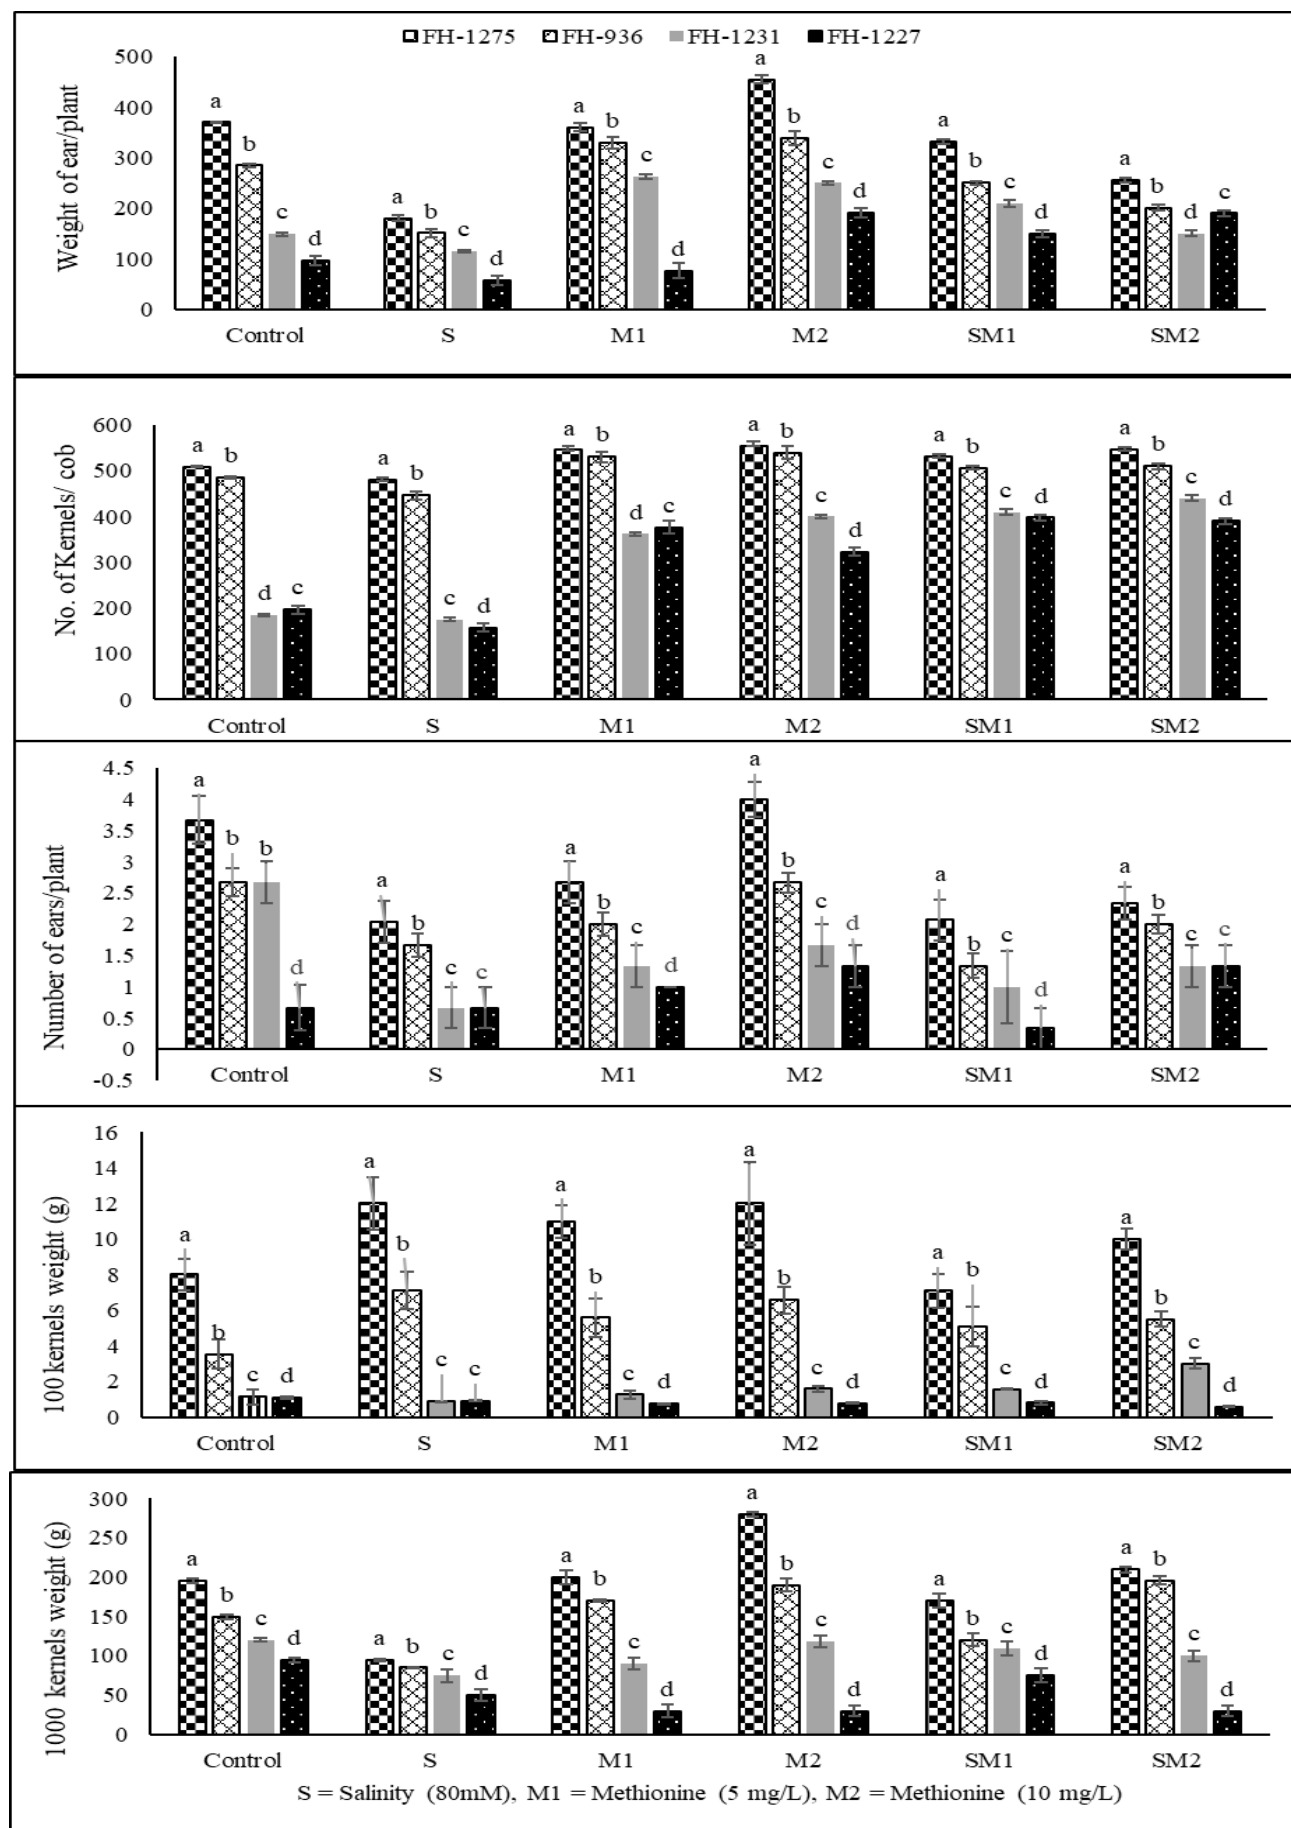 FH-1275 FH-936 FH-1231 FH-1227
Weight of ear/plant
500
400
300
200
100
0
a b c d
a b c d
a b c d
a b c d
a b c d
a b d c
Control S M1 M2 SM1 SM2
No. of Kernels/ cob
600
500
400
300
200
100
0
a b d c
a b c d
a b d c
a b c d
a b c d
a b c d
Control S M1 M2 SM1 SM2
Number of ears/plant
4.5
4
3.5
3
2.5
2
1.5
1
0.5
0
-0.5
a b b d
a b c c
a b c d
a b c d
a b c d
a b c c
Control S M1 M2 SM1 SM2
100 kernels weight (g)
16
14
12
10
8
6
4
2
0
a b c d
a b c c
a b c d
a b c d
a b c d
a b c d
Control S M1 M2 SM1 SM2
1000 kernels weight (g)
300
250
200
150
100
50
0
a b c d
a b c d
a b c d
a b c d
a b c d
a b c d
Control S M1 M2 SM1 SM2
S = Salinity (80mM), M1 = Methionine (5 mg/L), M2 = Methionine (10 mg/L)